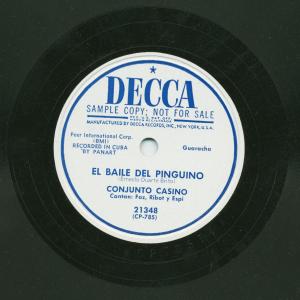 DECCA
SAMPLE COPY: NOT FOR SALE
MANUFACTURED BY DECCA RECORDS, INC., NEW YORK, U.S.A.
Peer International Corp.
(BMI)
RECORDED IN CUBA
"BY PANART"
Guaracha
EL BAILE DEL PINGUINO
(Ernesto Duarte Brito)
CONJUNTO CASINO
Cantan: Faz, Ribot y Espi
21348
(CP-785)